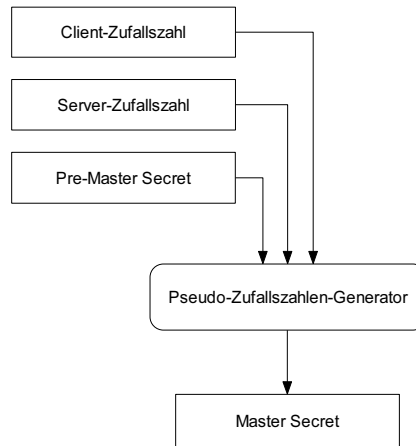 Client-Zufallszahl
Server-Zufallszahl
Pre-Master Secret
Pseudo-Zufallszahlen-Generator
Master Secret